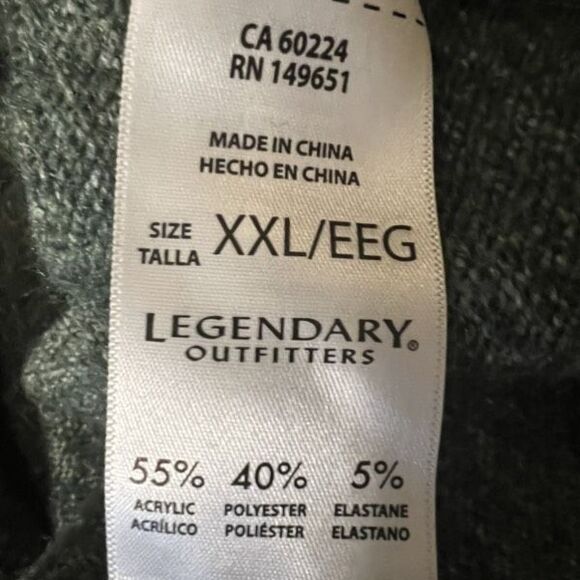 CA 60224
RN 149651
MADE IN CHINA
HECHO EN CHINA
SIZE
TALLA
XXL/EEG
LEGENDARY®
OUTFITTERS
55% 40% 5%
ACRYLIC POLYESTER ELASTANE
ACRÍLICO POLIÉSTER ELASTANO